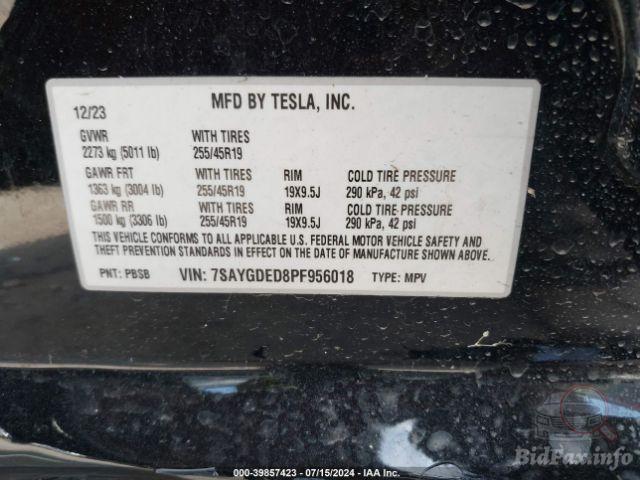 MFD BY TESLA, INC.
12/23
GVWR WITH TIRES
2273 kg (5011 lb) 255/45R19
GAWR FRT WITH TIRES RIM COLD TIRE PRESSURE
1363 kg (3004 lb) 255/45R19 19X9.5J 290 kPa, 42 psi
GAWR RR WITH TIRES RIM COLD TIRE PRESSURE
1500 kg (3306 lb) 255/45R19 19X9.5J 290 kPa, 42 psi
THIS VEHICLE CONFORMS TO ALL APPLICABLE U.S. FEDERAL MOTOR VEHICLE SAFETY AND
THEFT PREVENTION STANDARDS IN EFFECT ON THE DATE OF MANUFACTURE SHOWN ABOVE.
PNT: PBSB VIN: 7SAYGDED8PF956018 TYPE: MPV
BidFax.info
000-39857423 - 07/15/2024 - IAA Inc.